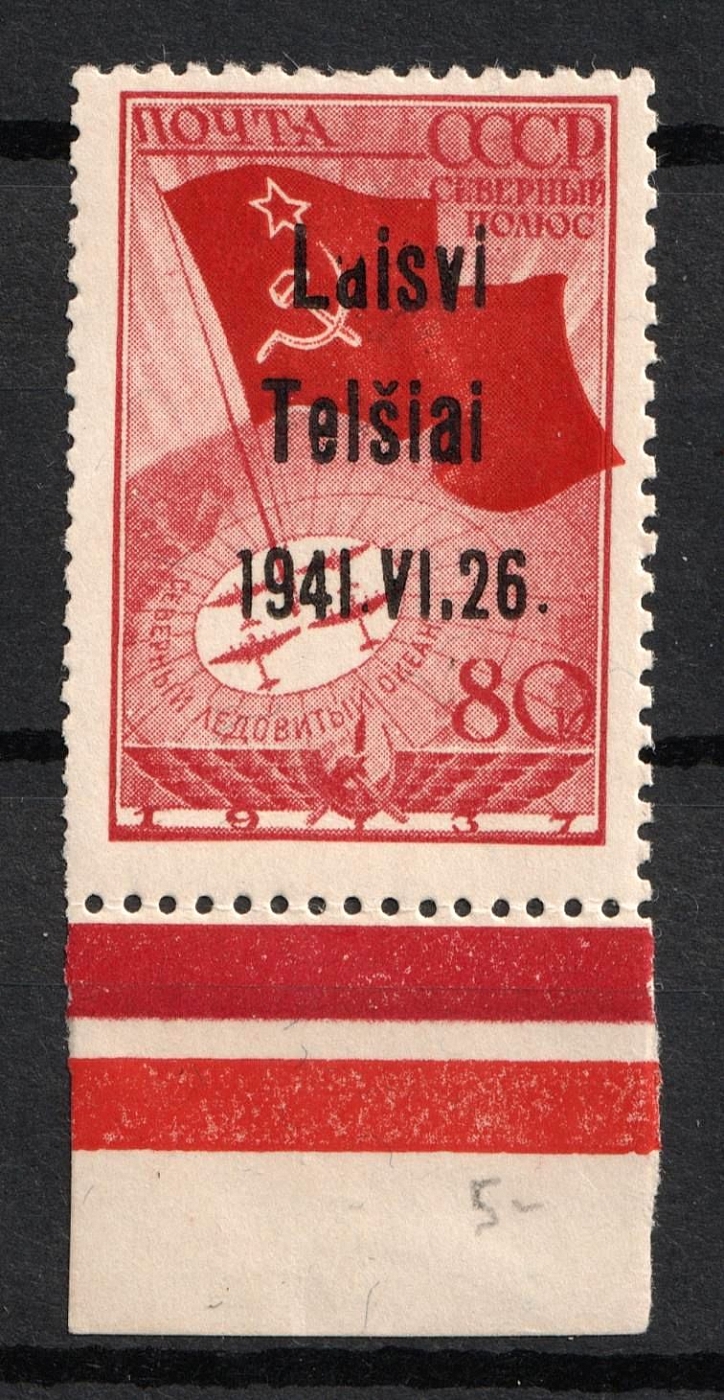 ПОЧТА СССР
СЕВЕРНЫЙ
ПОЛЮС
Laisvi
Telšiai
1941.VI.26.
СЕВЕРНЫЙ ЛЕДОВИТЫЙ ОКЕАН
80
1937
5-